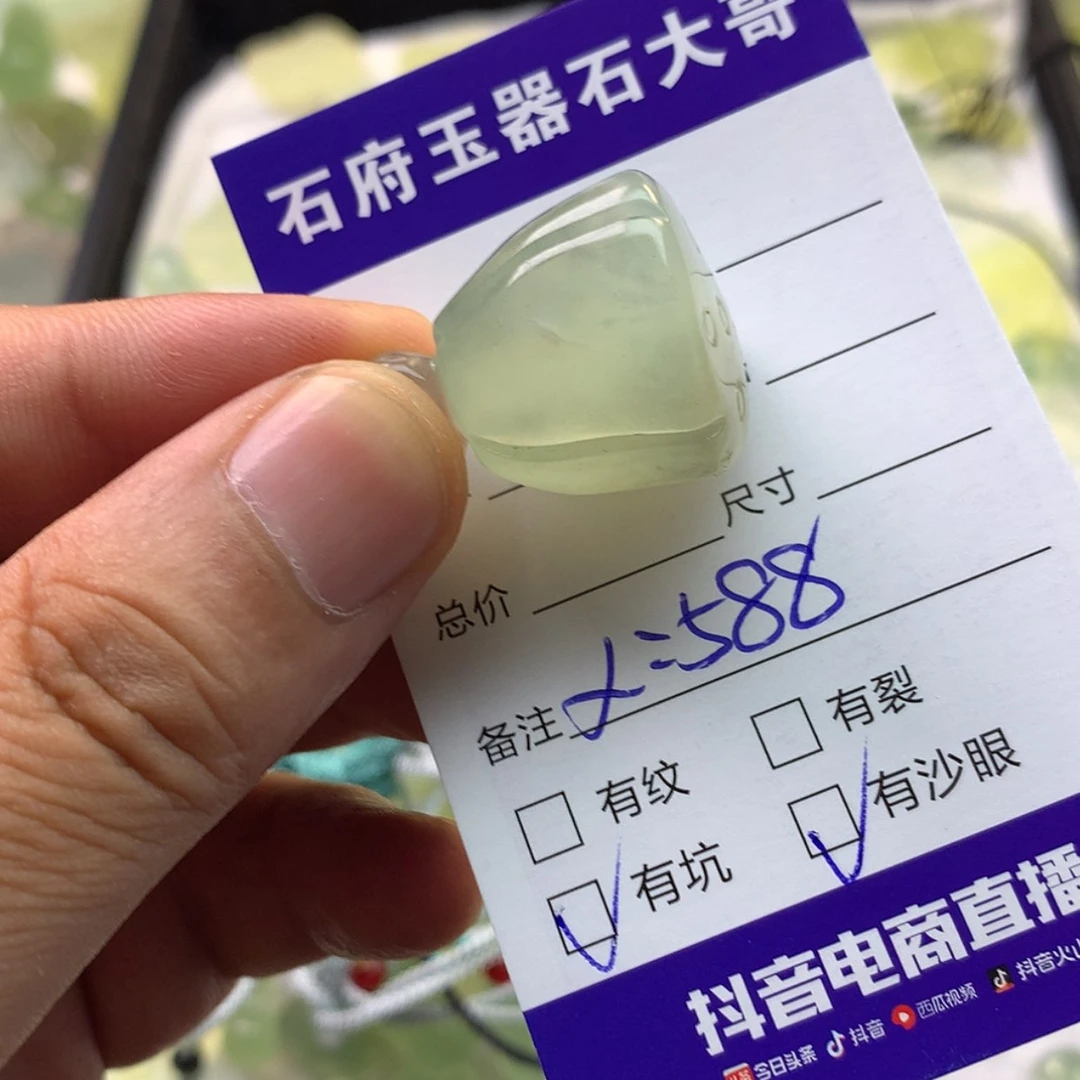 石府玉器石大哥
尺寸
总价
备注 2=588
有纹 有裂
有坑 有沙眼
抖音电商直播
今日头条 抖音 西瓜视频 抖音火山